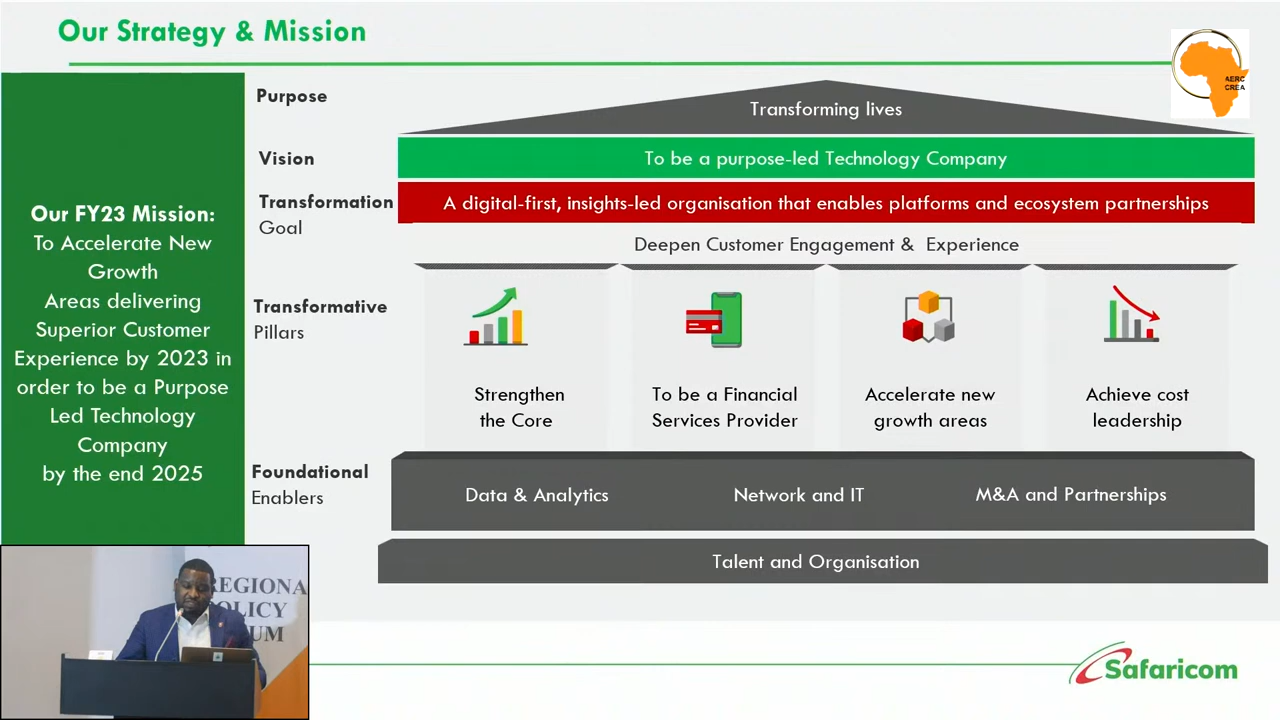 Our Strategy & Mission
AERC
CREA
Our FY23 Mission:
To Accelerate New
Growth
Areas delivering
Superior Customer
Experience by 2023 in
order to be a Purpose
Led Technology
Company
by the end 2025
Purpose
Transforming lives
Vision
To be a purpose-led Technology Company
Transformation
Goal
A digital-first, insights-led organisation that enables platforms and ecosystem partnerships
Deepen Customer Engagement & Experience
Transformative
Pillars
Strengthen
the Core
To be a Financial
Services Provider
Accelerate new
growth areas
Achieve cost
leadership
Foundational
Enablers
Data & Analytics
Network and IT
M&A and Partnerships
Talent and Organisation
REGIONA
OLICY
UM
Safaricom